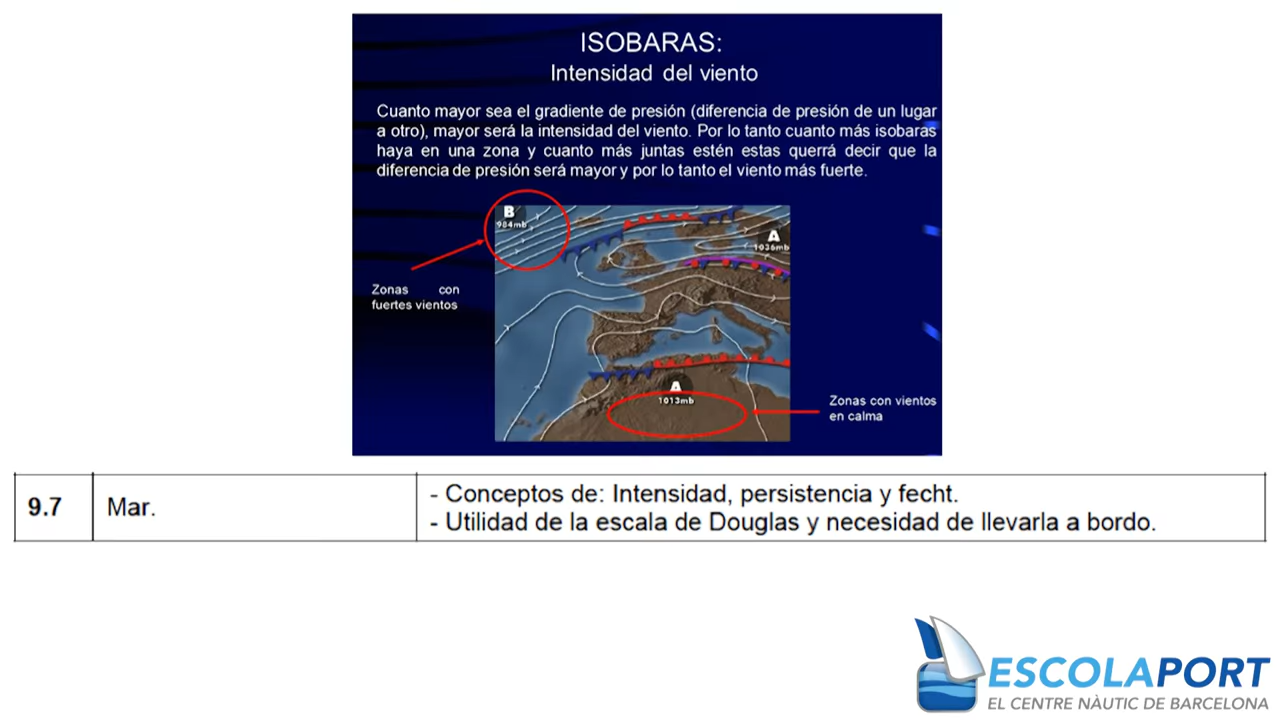 ISOBARAS:
Intensidad del viento
Cuanto mayor sea el gradiente de presión (diferencia de presión de un lugar
a otro), mayor será la intensidad del viento. Por lo tanto cuanto más isobaras
haya en una zona y cuanto más juntas estén estas querrá decir que la
diferencia de presión será mayor y por lo tanto el viento más fuerte.
B
984mb
A
1036mb
Zonas con
fuertes vientos
A
1013mb
Zonas con vientos
en calma
9.7
Mar.
- Conceptos de: Intensidad, persistencia y fecht.
- Utilidad de la escala de Douglas y necesidad de llevarla a bordo.
ESCOLAPORT
EL CENTRE NÀUTIC DE BARCELONA